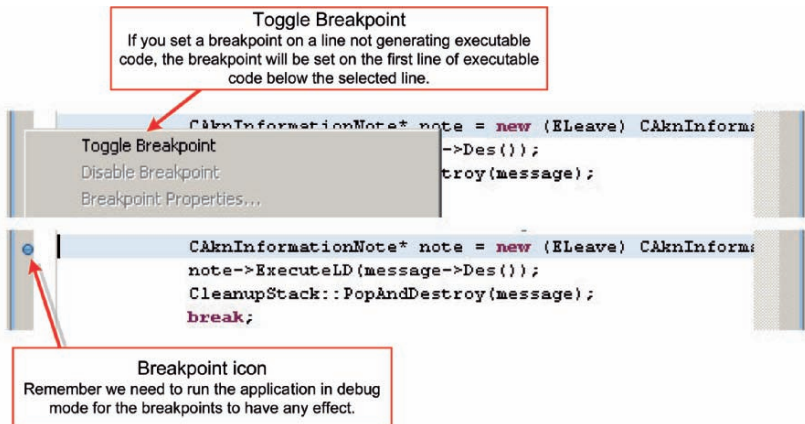 Toggle Breakpoint
If you set a breakpoint on a line not generating executable
code, the breakpoint will be set on the first line of executable
code below the selected line.
CAknInformationNote* note = new (ELeave) CAknInforma
Toggle Breakpoint
->Des());
Disable Breakpoint
troy(message);
Breakpoint Properties...
CAknInformationNote* note = new (ELeave) CAknInforma
note->ExecuteLD(message->Des());
CleanupStack::PopAndDestroy(message);
break;
Breakpoint icon
Remember we need to run the application in debug
mode for the breakpoints to have any effect.